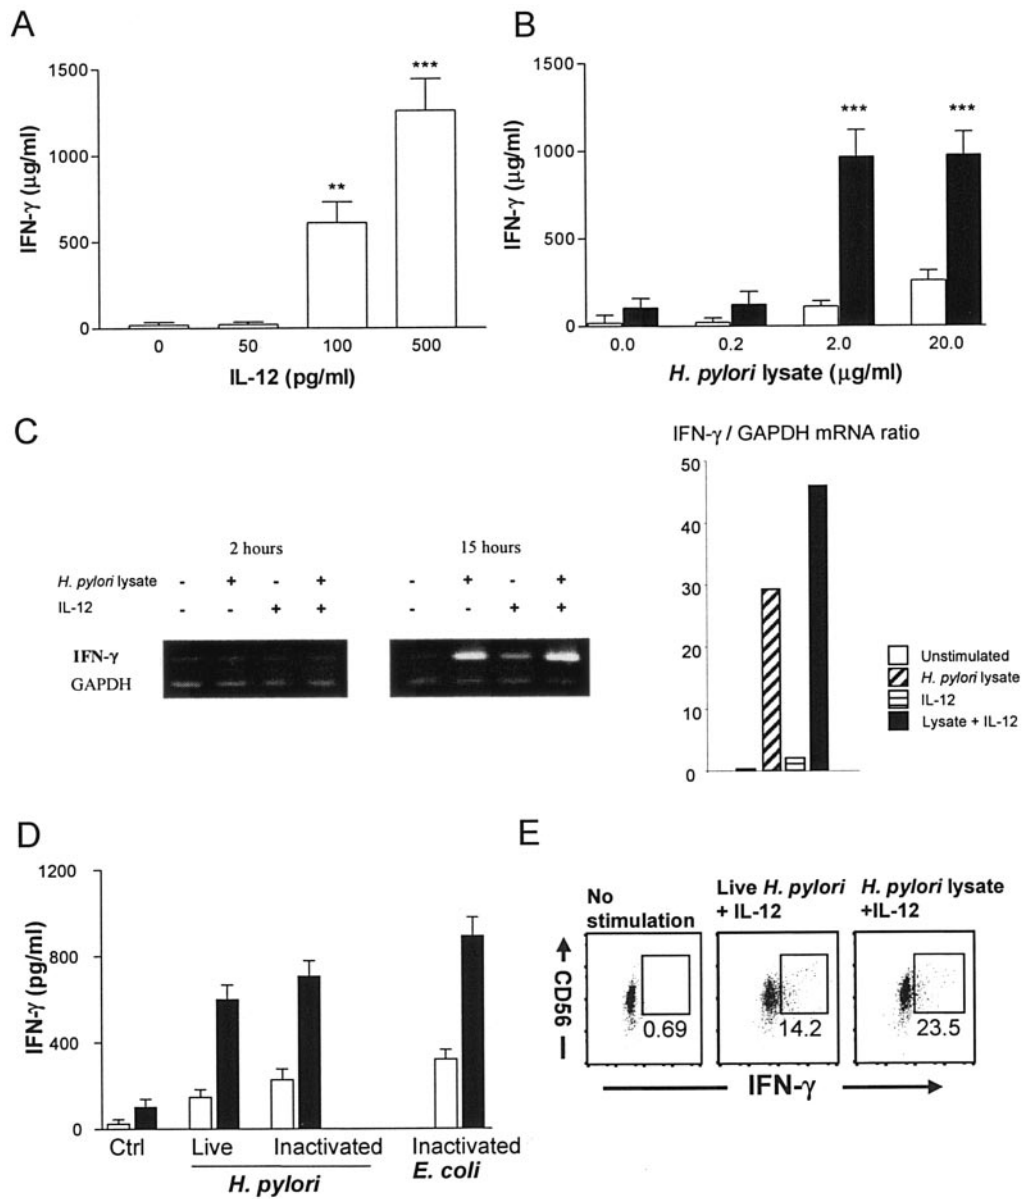 A
1500
1000
500
0
IFN-γ (μg/ml)
**
***
0 50 100 500
IL-12 (pg/ml)
B
1500
1000
500
0
IFN-γ (μg/ml)
*** ***
0.0 0.2 2.0 20.0
H. pylori lysate (μg/ml)
C
2 hours 15 hours
H. pylori lysate - + - + - + - +
IL-12 - - + + - - + +
IFN-γ
GAPDH
IFN-γ / GAPDH mRNA ratio
50
40
30
20
10
0
Unstimulated
H. pylori lysate
IL-12
Lysate + IL-12
D
1200
800
400
0
IFN-γ (pg/ml)
Ctrl Live Inactivated Inactivated
H. pylori E. coli
E
No
stimulation
Live H. pylori
+ IL-12
H. pylori lysate
+IL-12
CD56
0.69 14.2 23.5
IFN-γ